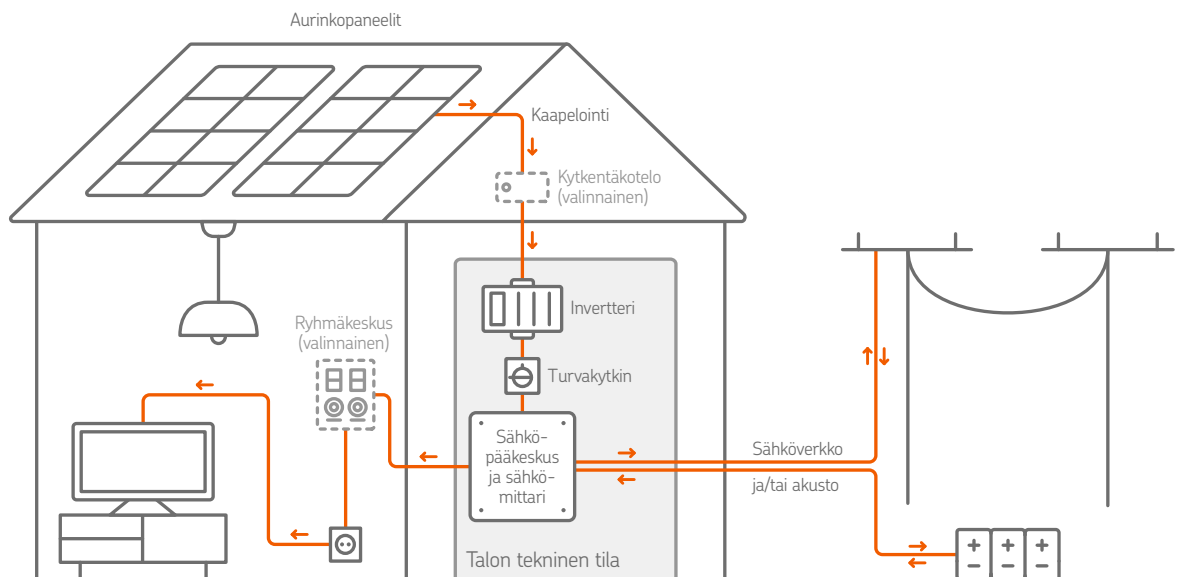 Aurinkopaneelit
Kaapelointi
Kytkentäkotelo
(valinnainen)
Invertteri
Ryhmäkeskus
(valinnainen)
Turvakytkin
Sähkö-
pääkeskus
ja sähkö-
mittari
Sähköverkko
ja/tai akusto
Talon tekninen tila
+ + +
− − −